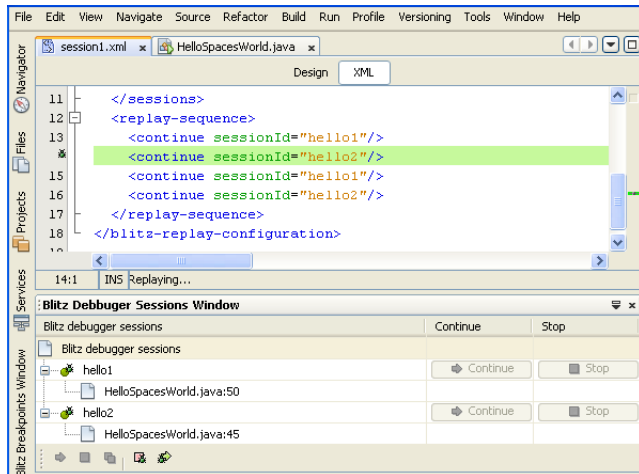 File Edit View Navigate Source Refactor Build Run Profile Versioning Tools Window Help
session1.xml x HelloSpacesWorld.java x
Design XML
11 </sessions>
12 <replay-sequence>
13 <continue sessionId="hello1"/>
<continue sessionId="hello2"/>
15 <continue sessionId="hello1"/>
16 <continue sessionId="hello2"/>
17 </replay-sequence>
18 </blitz-replay-configuration>
14:1 INS Replaying...
Navigator
Files
Projects
Services
Blitz Breakpoints Window
Blitz Debbuger Sessions Window
Blitz debugger sessions Continue Stop
Blitz debugger sessions
hello1 Continue Stop
HelloSpacesWorld.java:50
hello2 Continue Stop
HelloSpacesWorld.java:45